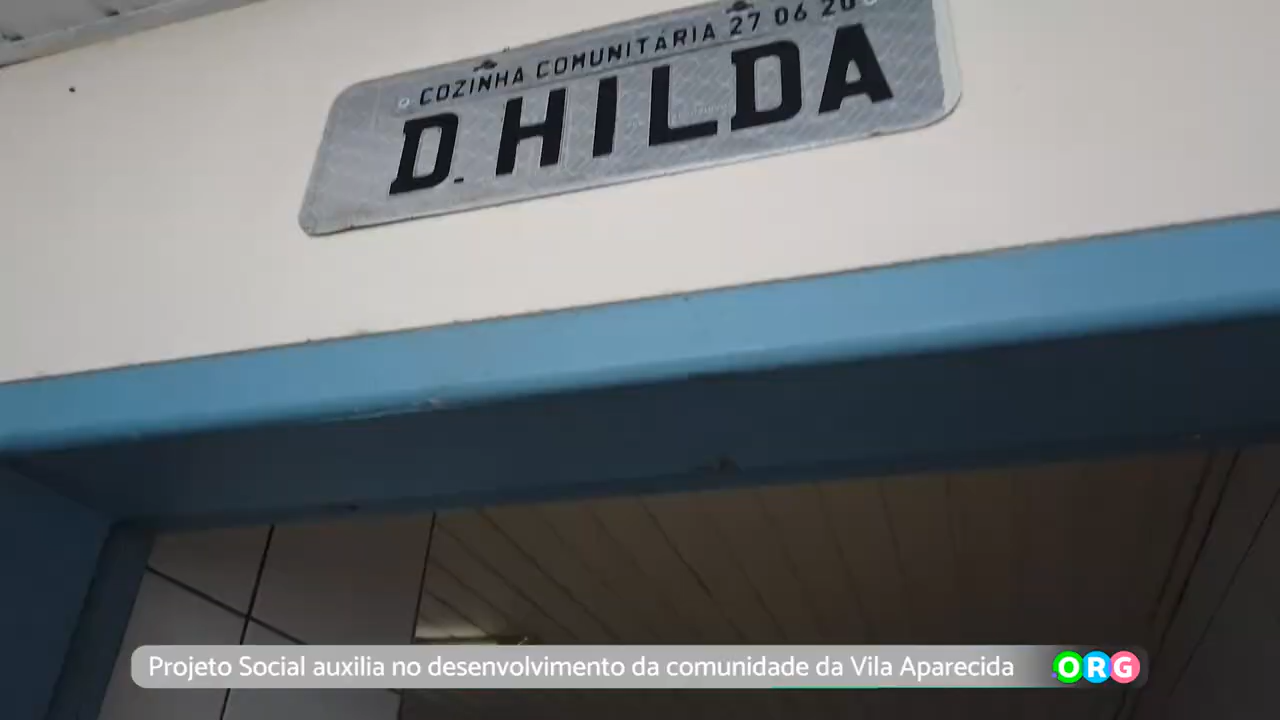 COZINHA COMUNITÁRIA 27 06 20
D. HILDA
Projeto Social auxilia no desenvolvimento da comunidade da Vila Aparecida
ORG